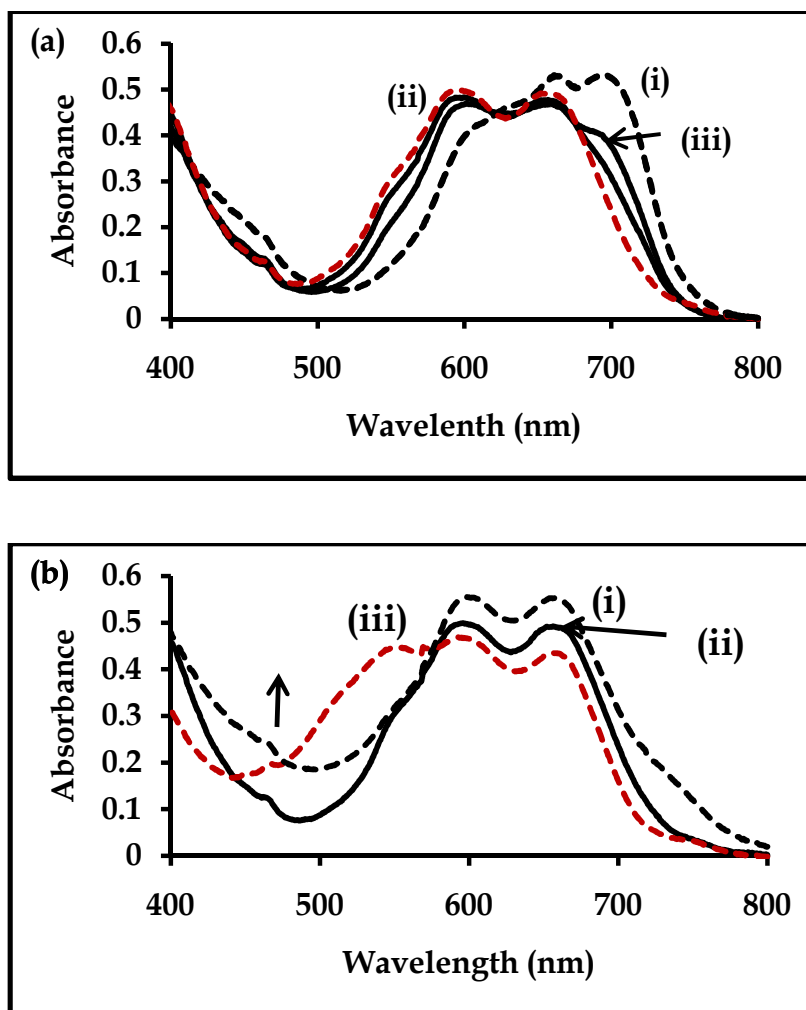 (a)
0.6
0.5
0.4
0.3
0.2
0.1
0
Absorbance
(i)
(ii)
(iii)
400
500
600
700
800
Wavelenth (nm)
(b)
0.6
0.5
0.4
0.3
0.2
0.1
0
Absorbance
(i)
(iii)
(ii)
400
500
600
700
800
Wavelength (nm)